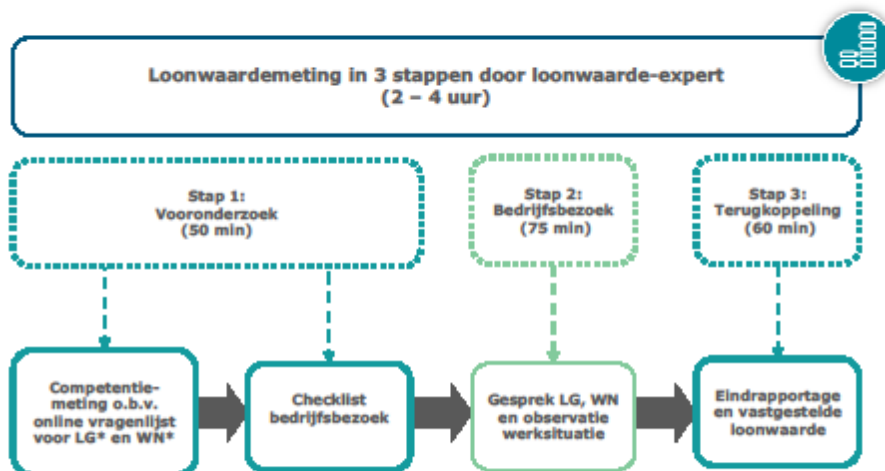 Loonwaardemeting in 3 stappen door loonwaarde-expert
(2 – 4 uur)
Stap 1:
Vooronderzoek
(50 min)
Stap 2:
Bedrijfsbezoek
(75 min)
Stap 3:
Terugkoppeling
(60 min)
Competentie-
meting o.b.v.
online vragenlijst
voor LG* en WN*
Checklist
bedrijfsbezoek
Gesprek LG, WN
en observatie
werksituatie
Eindrapportage
en vastgestelde
loonwaarde